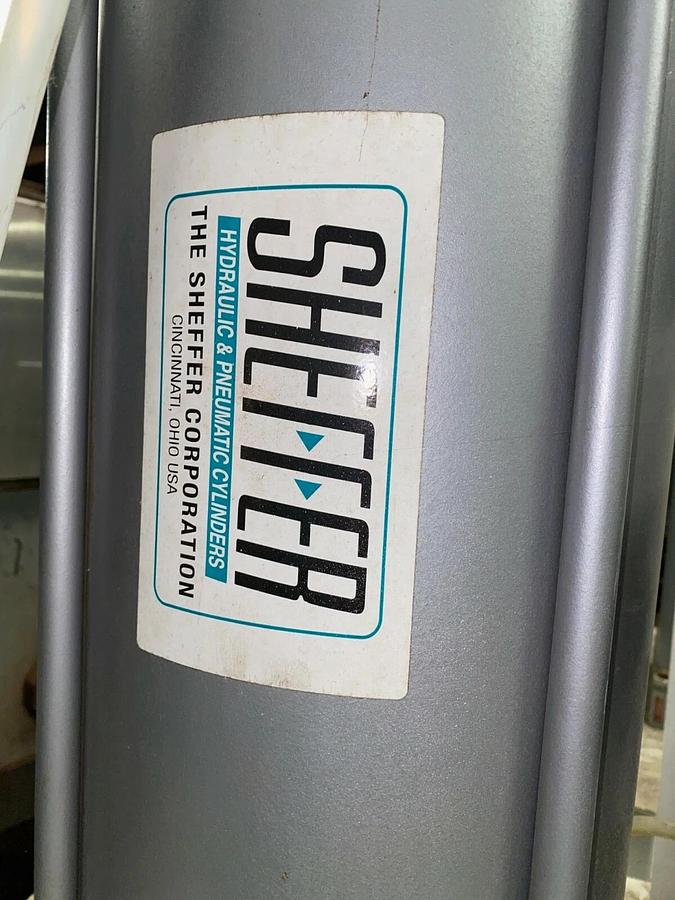 SHEFFER
HYDRAULIC & PNEUMATIC CYLINDERS
THE SHEFFER CORPORATION
CINCINNATI, OHIO USA